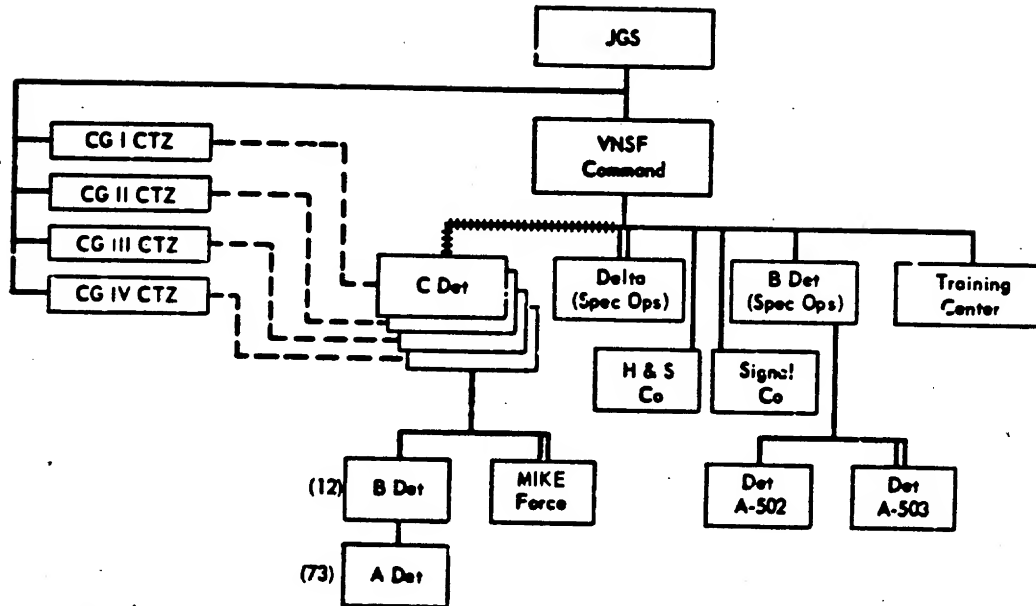 JGS
VNSF
Command
CG I CTZ
CG II CTZ
CG III CTZ
CG IV CTZ
C Det
Delta
(Spec Ops)
B Det
(Spec Ops)
Training
Center
H & S
Co
Signal
Co
(12)
B Det
MIKE
Force
Det
A-502
Det
A-503
(73)
A Det